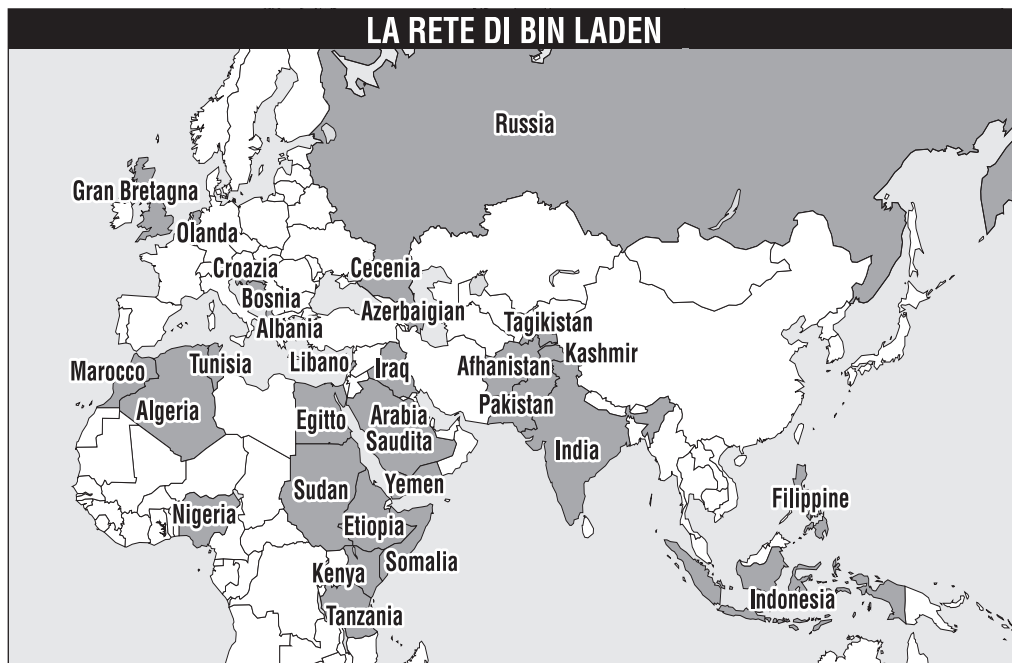 LA RETE DI BIN LADEN
Russia
Gran Bretagna
Olanda
Croazia
Cecenia
Bosnia
Azerbaigian
Albania
Tagikistan
Tunisia
Libano
Kashmir
Marocco
Iraq
Afhanistan
Algeria
Egitto
Arabia
Saudita
Pakistan
India
Sudan
Yemen
Filippine
Nigeria
Etiopia
Somalia
Kenya
Indonesia
Tanzania